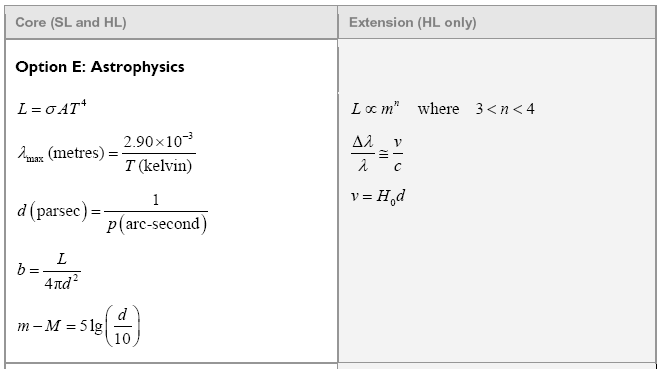 Core (SL and HL)
Extension (HL only)
Option E: Astrophysics
L = σAT⁴
λmax (metres) = 2.90×10⁻³ / T (kelvin)
d (parsec) = 1 / p (arc-second)
b = L / 4πd²
m − M = 5 lg(d / 10)
L ∝ mⁿ where 3 < n < 4
Δλ / λ ≅ v / c
v = H₀d